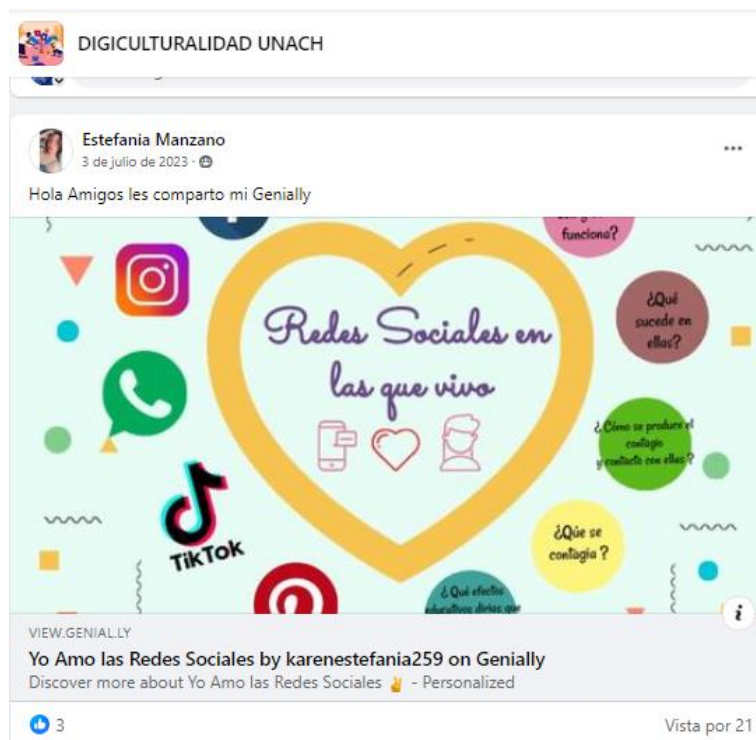 DIGICULTURALIDAD UNACH
Estefania Manzano
3 de julio de 2023 ·
Hola Amigos les comparto mi Genially
funciona?
¿Qué
sucede en
ellas?
Redes Sociales en
las que vivo
¿Cómo se produce el
contagio
y contacto con ellas?
TikTok
¿Qúe se
contagia ?
¿ Qué efectos
educativos dirías que
VIEW.GENIAL.LY
Yo Amo las Redes Sociales by karenestefania259 on Genially
Discover more about Yo Amo las Redes Sociales ✌ - Personalized
3
Vista por 21